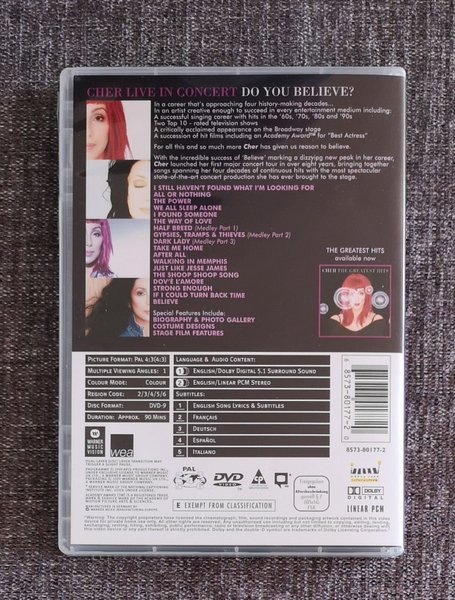 CHER LIVE IN CONCERT DO YOU BELIEVE?
In a career that's approaching four history-making decades...
In an artist creative enough to succeed in every entertainment medium including:
A successful singing career with hits in the '60s, '70s, '80s and '90s
Two Top 10 - rated television shows
A critically acclaimed appearance on the Broadway stage
A succession of hit films including an Academy Award™ for "Best Actress"
For all this and so much more Cher has given us reason to believe.
With the incredible success of 'Believe' marking a dizzying new peak in her career,
Cher launched her first major concert tour in over eight years, bringing together
songs spanning her four decades of continuous hits with the most spectacular
state-of-the-art concert production she has ever brought to the stage.
I STILL HAVEN'T FOUND WHAT I'M LOOKING FOR
ALL OR NOTHING
THE POWER
WE ALL SLEEP ALONE
I FOUND SOMEONE
THE WAY OF LOVE
HALF BREED (Medley Part 1)
GYPSIES, TRAMPS & THIEVES (Medley Part 2)
DARK LADY (Medley Part 3)
TAKE ME HOME
AFTER ALL
WALKING IN MEMPHIS
JUST LIKE JESSE JAMES
THE SHOOP SHOOP SONG
DOV'È L'AMORE
STRONG ENOUGH
IF I COULD TURN BACK TIME
BELIEVE
Special Features Include:
BIOGRAPHY & PHOTO GALLERY
COSTUME DESIGNS
STAGE FILM FEATURES
THE GREATEST HITS
available now
CHER THE GREATEST HITS
PICTURE FORMAT: PAL 4:3(4:3)
MULTIPLE VIEWING ANGLES: 1
COLOUR MODE: COLOUR
REGION CODE: 2/3/4/5/6
DISC FORMAT: DVD-9
DURATION: APPROX. 90 MINS
LANGUAGE & AUDIO CONTENT:
1 ENGLISH/DOLBY DIGITAL 5.1 SURROUND SOUND
2 ENGLISH/LINEAR PCM STEREO
SUBTITLES:
1 ENGLISH SONG LYRICS & SUBTITLES
2 FRANÇAIS
3 DEUTSCH
4 ESPAÑOL
5 ITALIANO
6 85738 01772 0
8573-80177-2
WARNER
MUSIC
VISION
wea
PAL
DVD
VIDEO
DOLBY
DIGITAL
LINEAR PCM
E EXEMPT FROM CLASSIFICATION